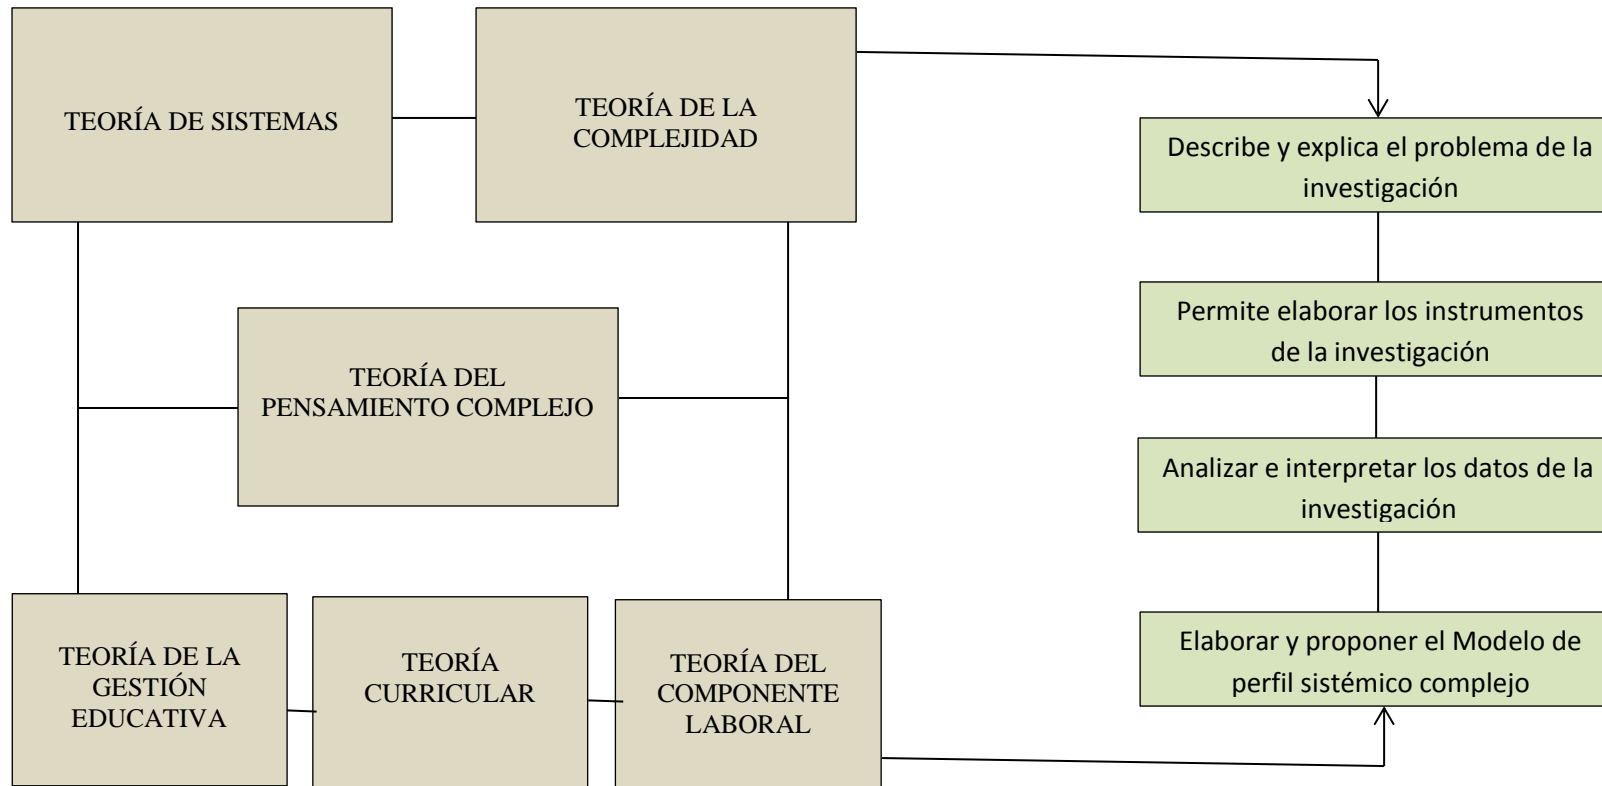 TEORÍA DE SISTEMAS
TEORÍA DE LA
COMPLEJIDAD
Describe y explica el problema de la
investigación
Permite elaborar los instrumentos
de la investigación
TEORÍA DEL
PENSAMIENTO COMPLEJO
Analizar e interpretar los datos de la
investigación
TEORÍA DE LA
GESTIÓN
EDUCATIVA
TEORÍA
CURRICULAR
TEORÍA DEL
COMPONENTE
LABORAL
Elaborar y proponer el Modelo de
perfil sistémico complejo